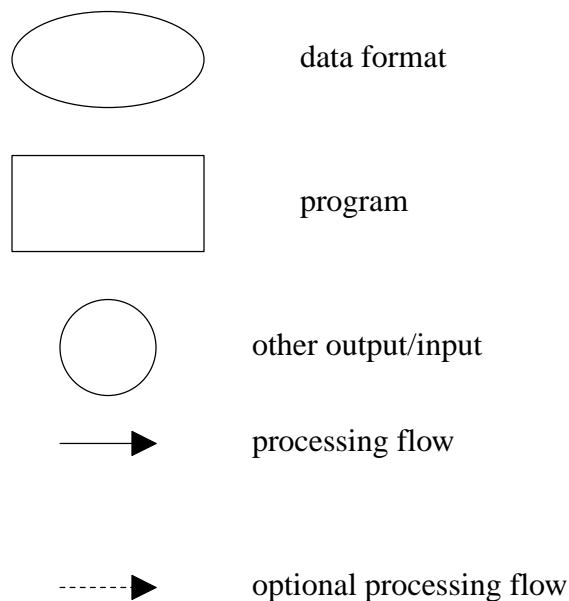 data format
program
other output/input
processing flow
optional processing flow